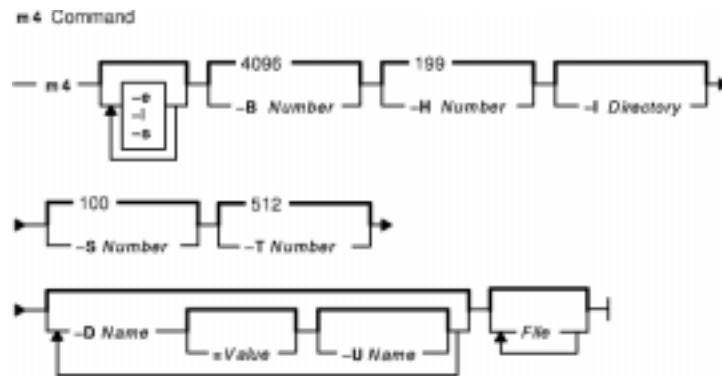 m4 Command
4096 199
m4 -e -B Number -H Number -I Directory
-l
-s
100 512
-S Number -T Number
-D Name File
=Value -U Name